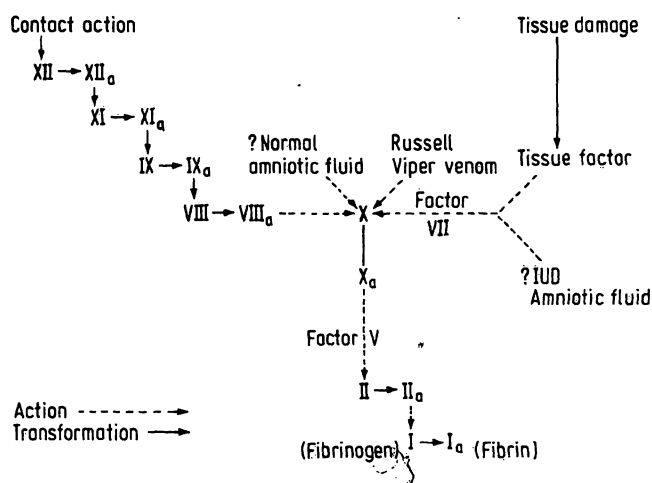 Contact action
Tissue damage
XII → XIIa
XI → XIa
? Normal
amniotic fluid
Russell
Viper venom
Tissue factor
IX → IXa
VIII → VIIIa
X
Factor
VII
Xa
? IUD
Amniotic fluid
Factor V
II → IIa
Action
Transformation
(Fibrinogen) I → Ia (Fibrin)